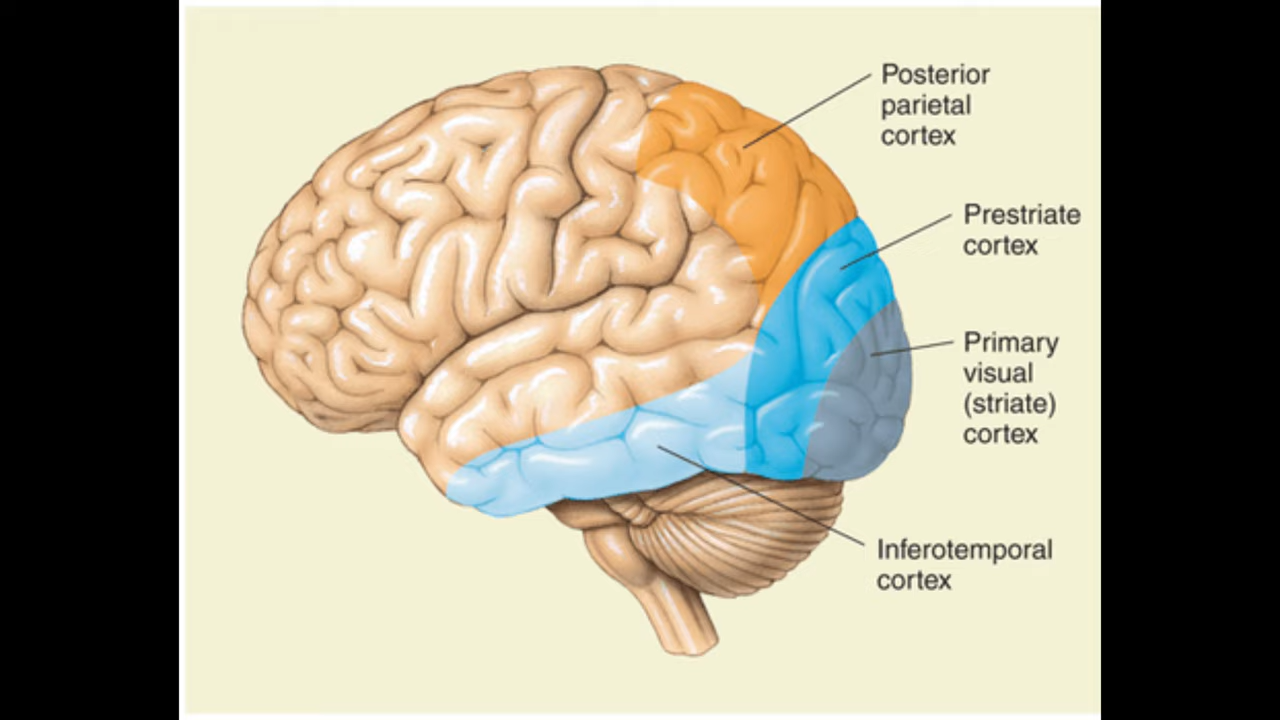 Posterior
parietal
cortex
Prestriate
cortex
Primary
visual
(striate)
cortex
Inferotemporal
cortex